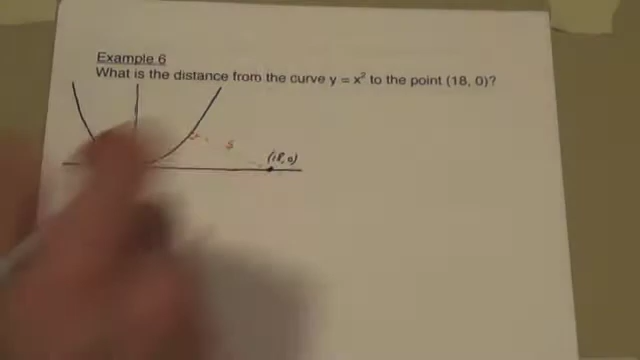 Example 6
What is the distance from the curve y = x² to the point (18, 0)?
s
(18,0)